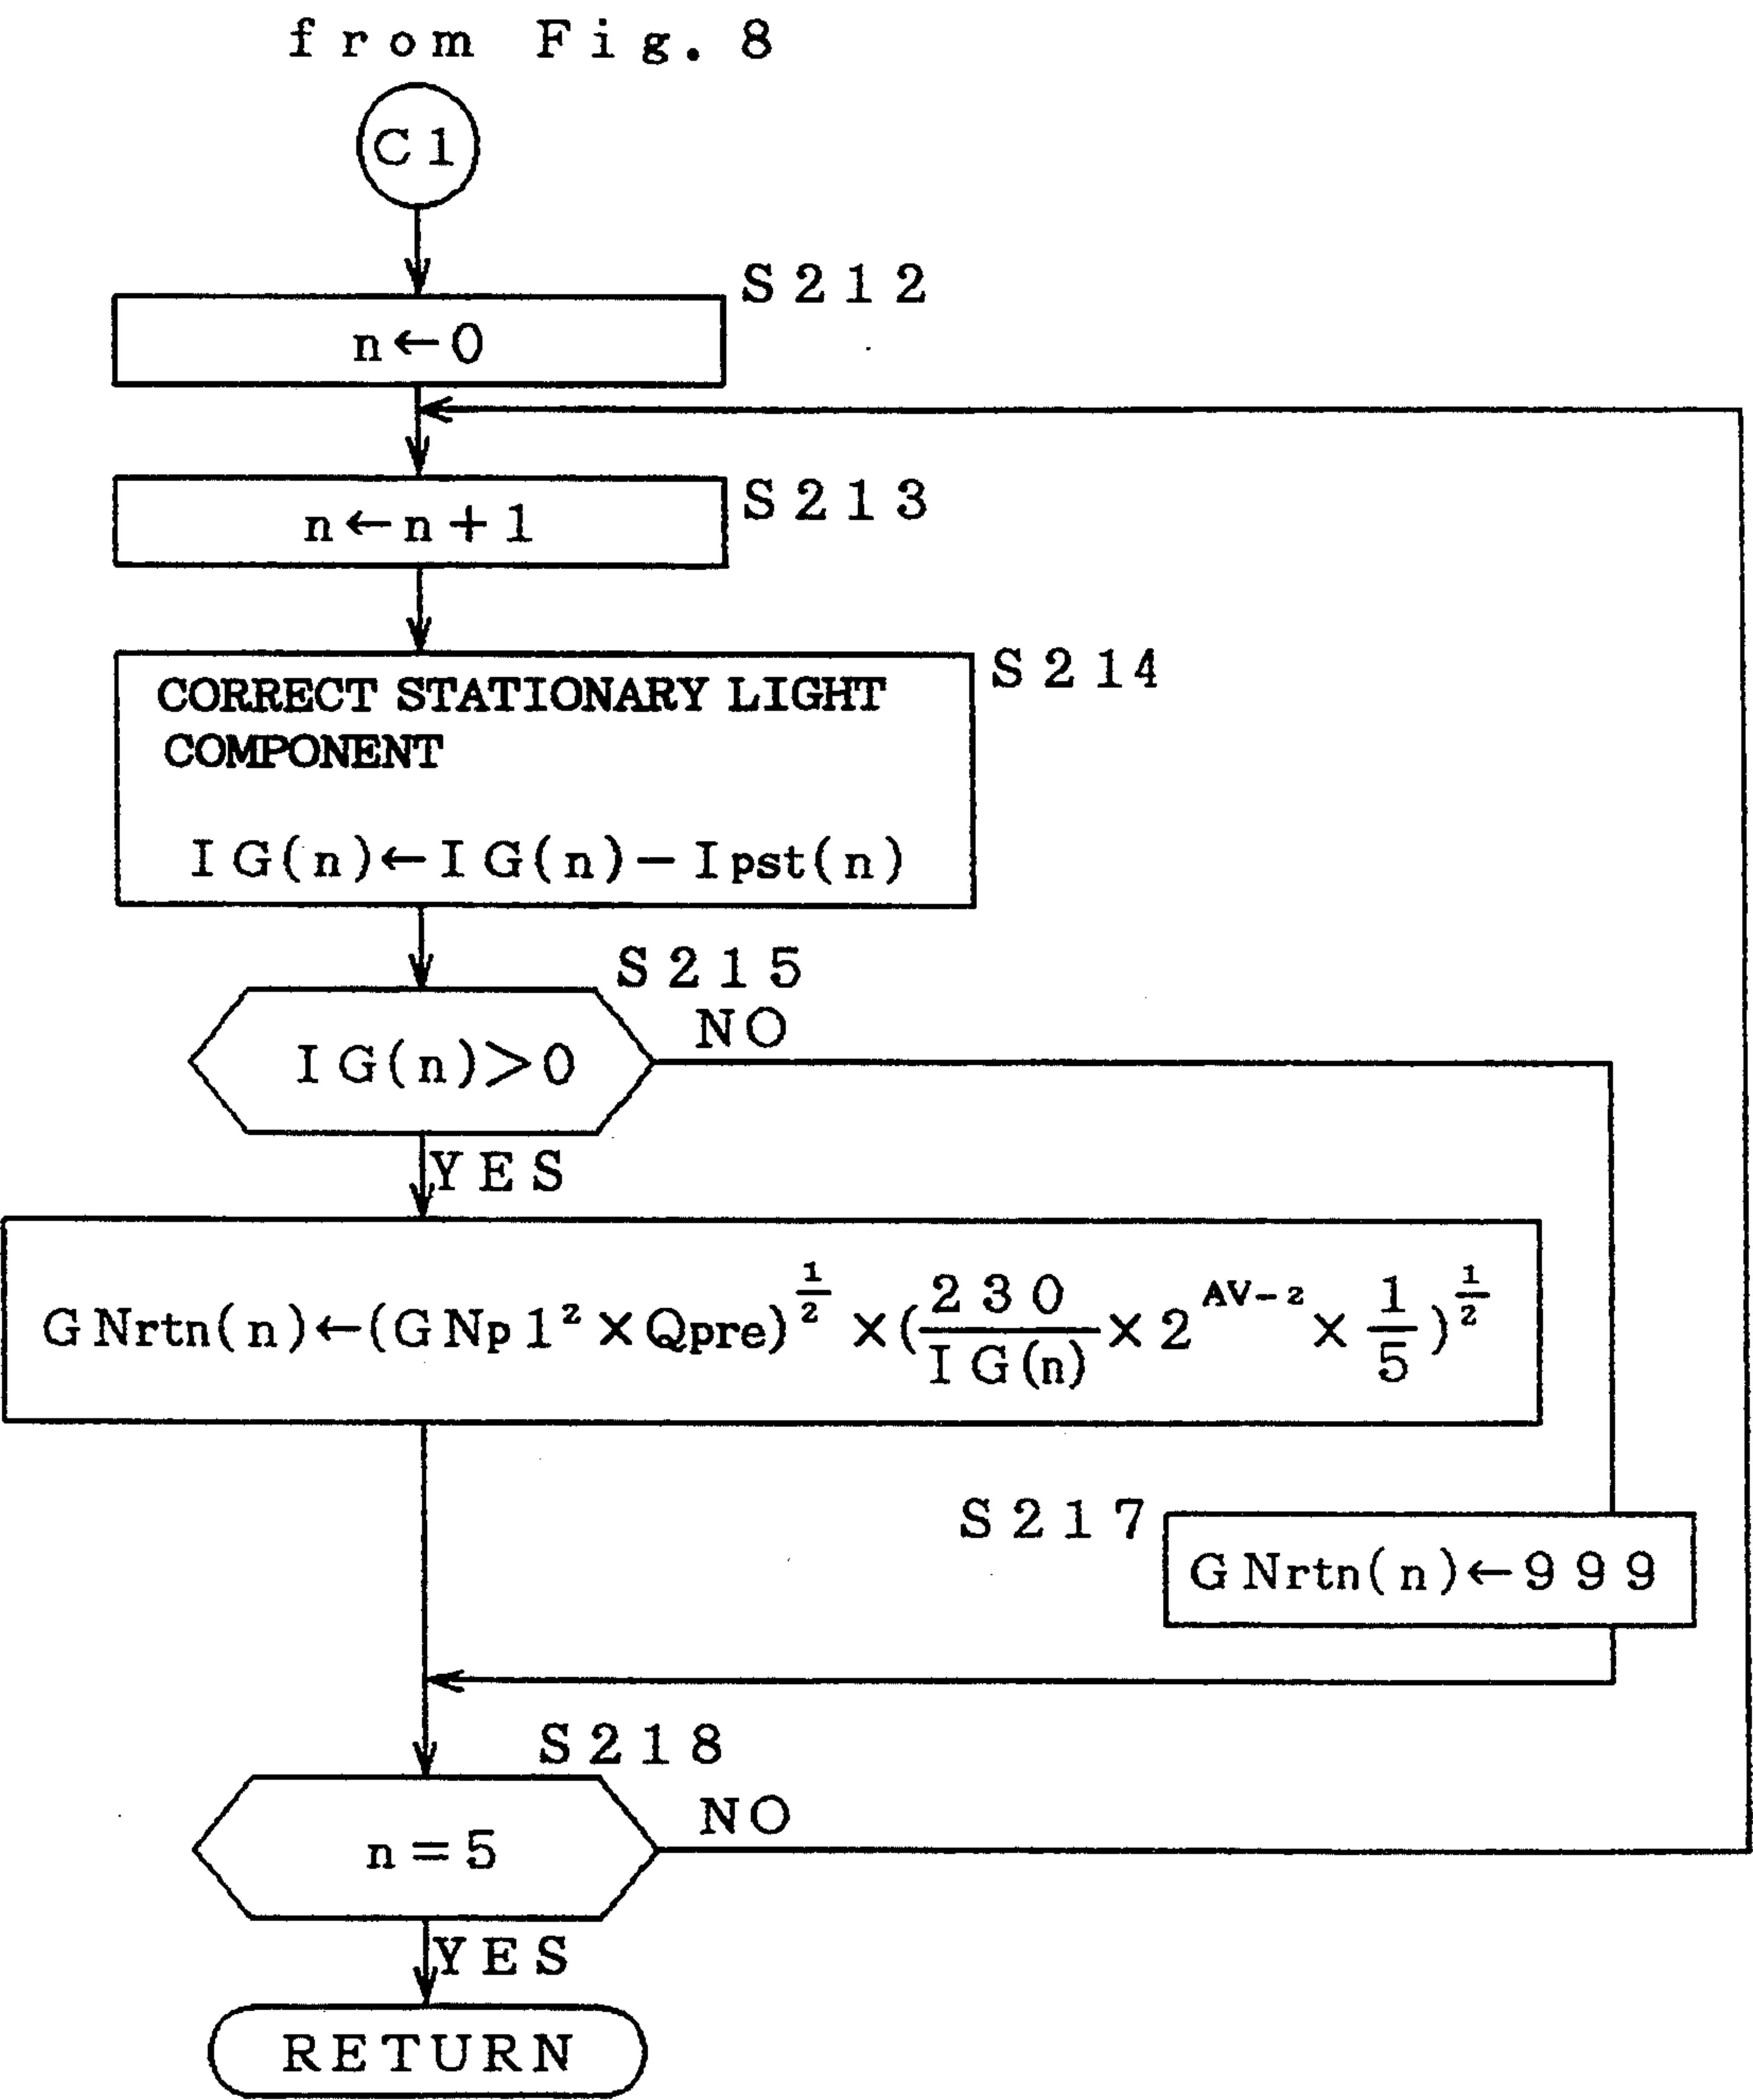 from Fig. 8
C1
S212
n←0
S213
n←n+1
S214
CORRECT STATIONARY LIGHT
COMPONENT
IG(n)←IG(n)−Ipst(n)
S215
IG(n)>0
NO
YES
GNrtn(n)←(GNp1²×Qpre)^{1/2}×(230/IG(n)×2^{AV-2}×1/5)^{1/2}
S217
GNrtn(n)←999
S218
n=5
NO
YES
RETURN